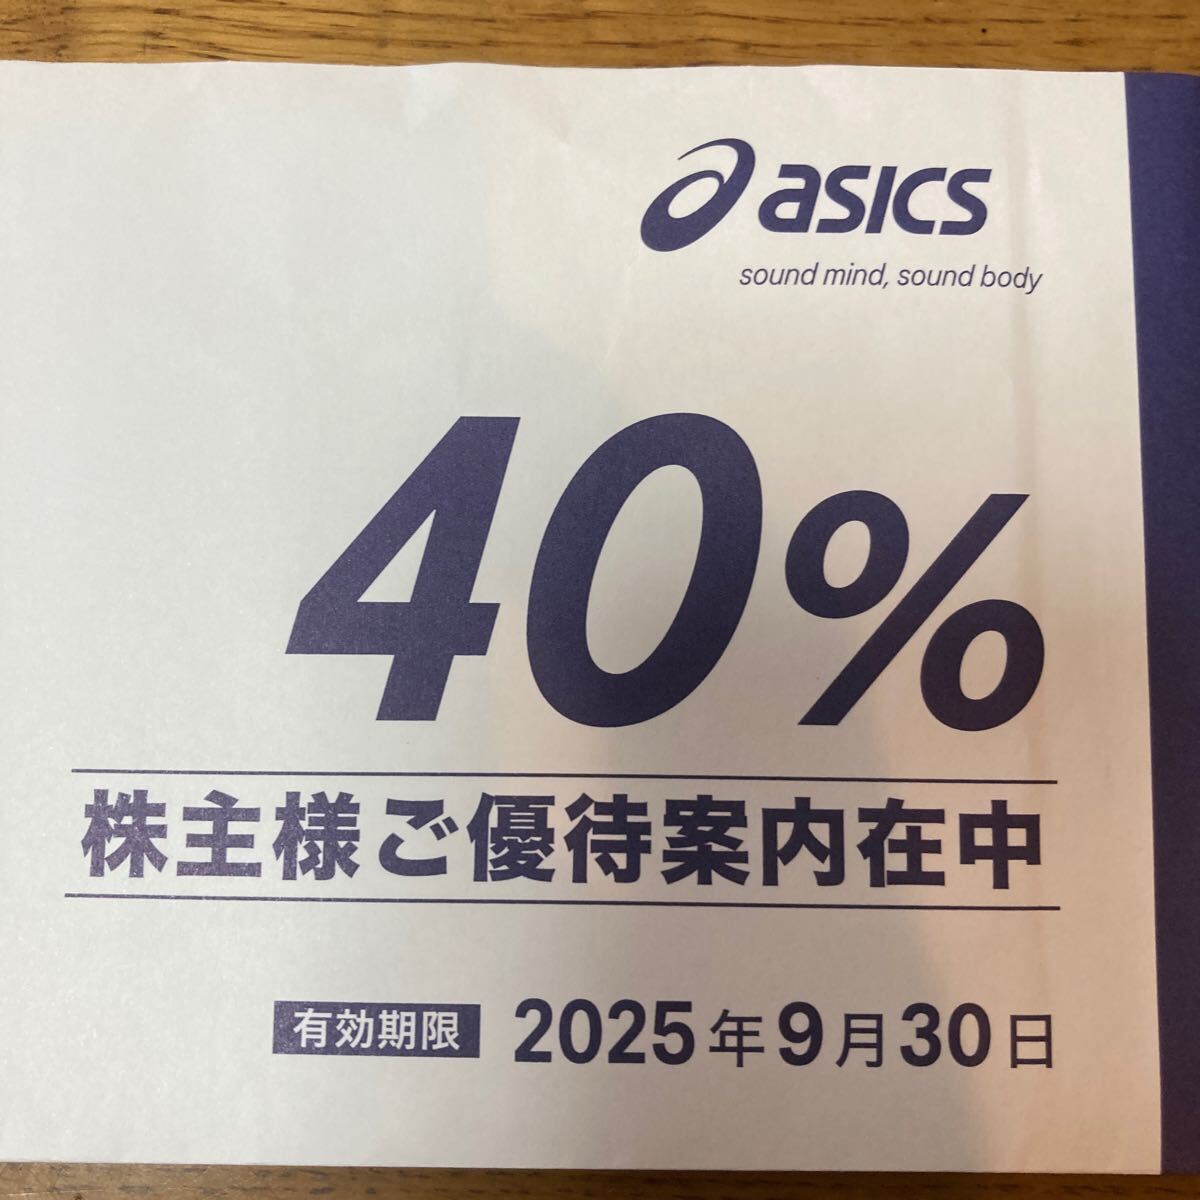 asics
sound mind, sound body
40%
株主様ご優待案内在中
有効期限 2025年9月30日